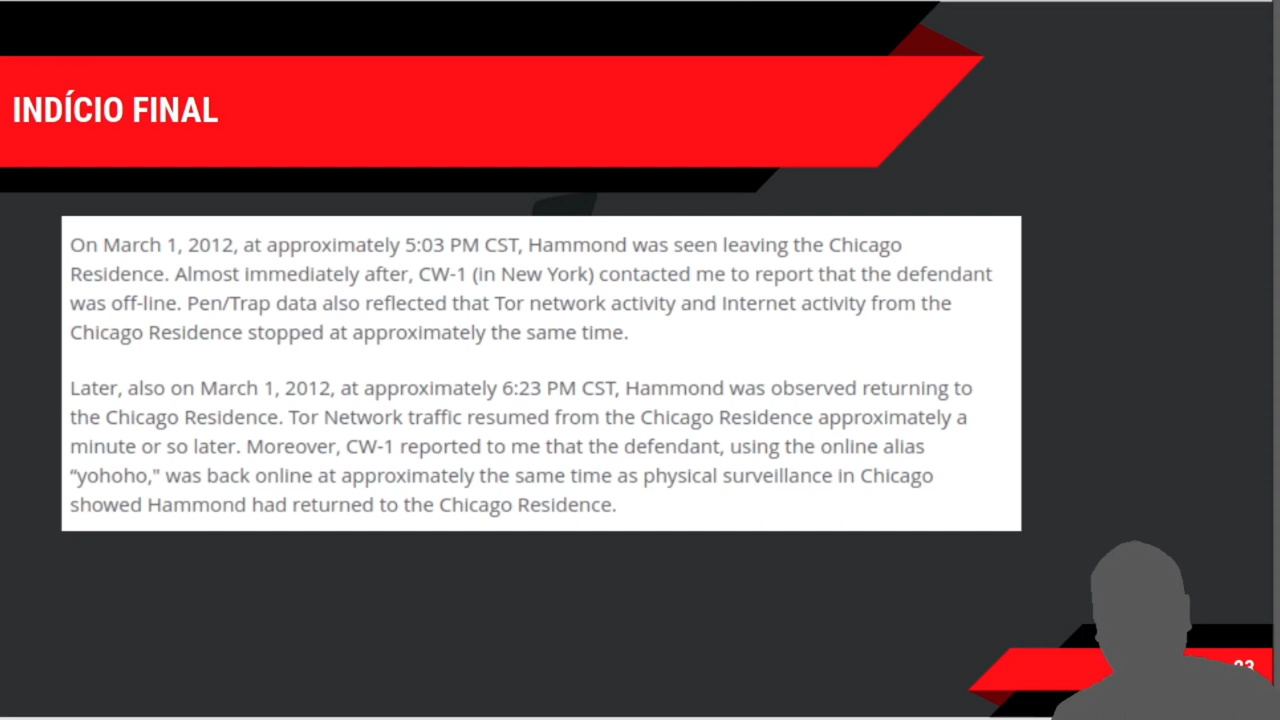 INDÍCIO FINAL
On March 1, 2012, at approximately 5:03 PM CST, Hammond was seen leaving the Chicago
Residence. Almost immediately after, CW-1 (in New York) contacted me to report that the defendant
was off-line. Pen/Trap data also reflected that Tor network activity and Internet activity from the
Chicago Residence stopped at approximately the same time.
Later, also on March 1, 2012, at approximately 6:23 PM CST, Hammond was observed returning to
the Chicago Residence. Tor Network traffic resumed from the Chicago Residence approximately a
minute or so later. Moreover, CW-1 reported to me that the defendant, using the online alias
“yohoho," was back online at approximately the same time as physical surveillance in Chicago
showed Hammond had returned to the Chicago Residence.